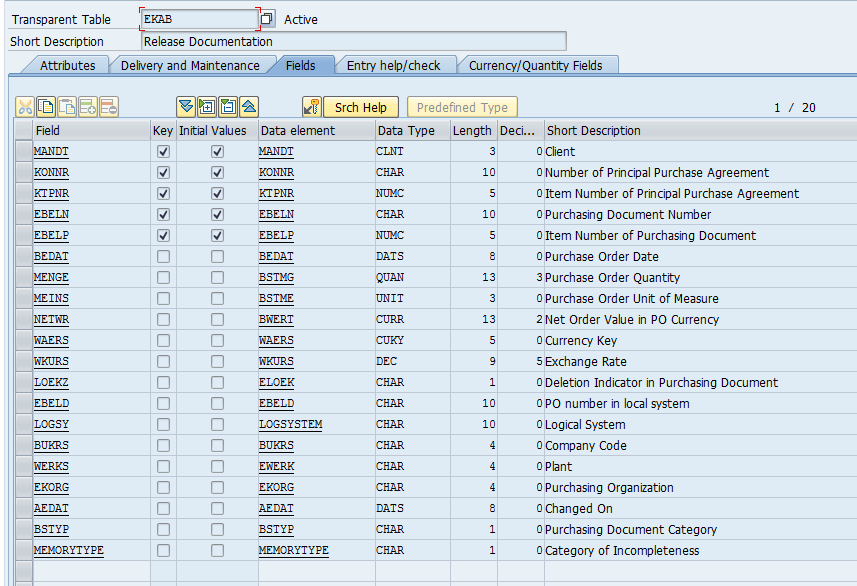 Transparent Table EKAB Active
Short Description Release Documentation
Attributes Delivery and Maintenance Fields Entry help/check Currency/Quantity Fields
Srch Help Predefined Type 1 / 20
Field Key Initial Values Data element Data Type Length Deci... Short Description
MANDT MANDT CLNT 3 0 Client
KONNR KONNR CHAR 10 0 Number of Principal Purchase Agreement
KTPNR KTPNR NUMC 5 0 Item Number of Principal Purchase Agreement
EBELN EBELN CHAR 10 0 Purchasing Document Number
EBELP EBELP NUMC 5 0 Item Number of Purchasing Document
BEDAT BEDAT DATS 8 0 Purchase Order Date
MENGE BSTMG QUAN 13 3 Purchase Order Quantity
MEINS BSTME UNIT 3 0 Purchase Order Unit of Measure
NETWR BWERT CURR 13 2 Net Order Value in PO Currency
WAERS WAERS CUKY 5 0 Currency Key
WKURS WKURS DEC 9 5 Exchange Rate
LOEKZ ELOEK CHAR 1 0 Deletion Indicator in Purchasing Document
EBELD EBELD CHAR 10 0 PO number in local system
LOGSY LOGSYSTEM CHAR 10 0 Logical System
BUKRS BUKRS CHAR 4 0 Company Code
WERKS EWERK CHAR 4 0 Plant
EKORG EKORG CHAR 4 0 Purchasing Organization
AEDAT AEDAT DATS 8 0 Changed On
BSTYP BSTYP CHAR 1 0 Purchasing Document Category
MEMORYTYPE MEMORYTYPE CHAR 1 0 Category of Incompleteness